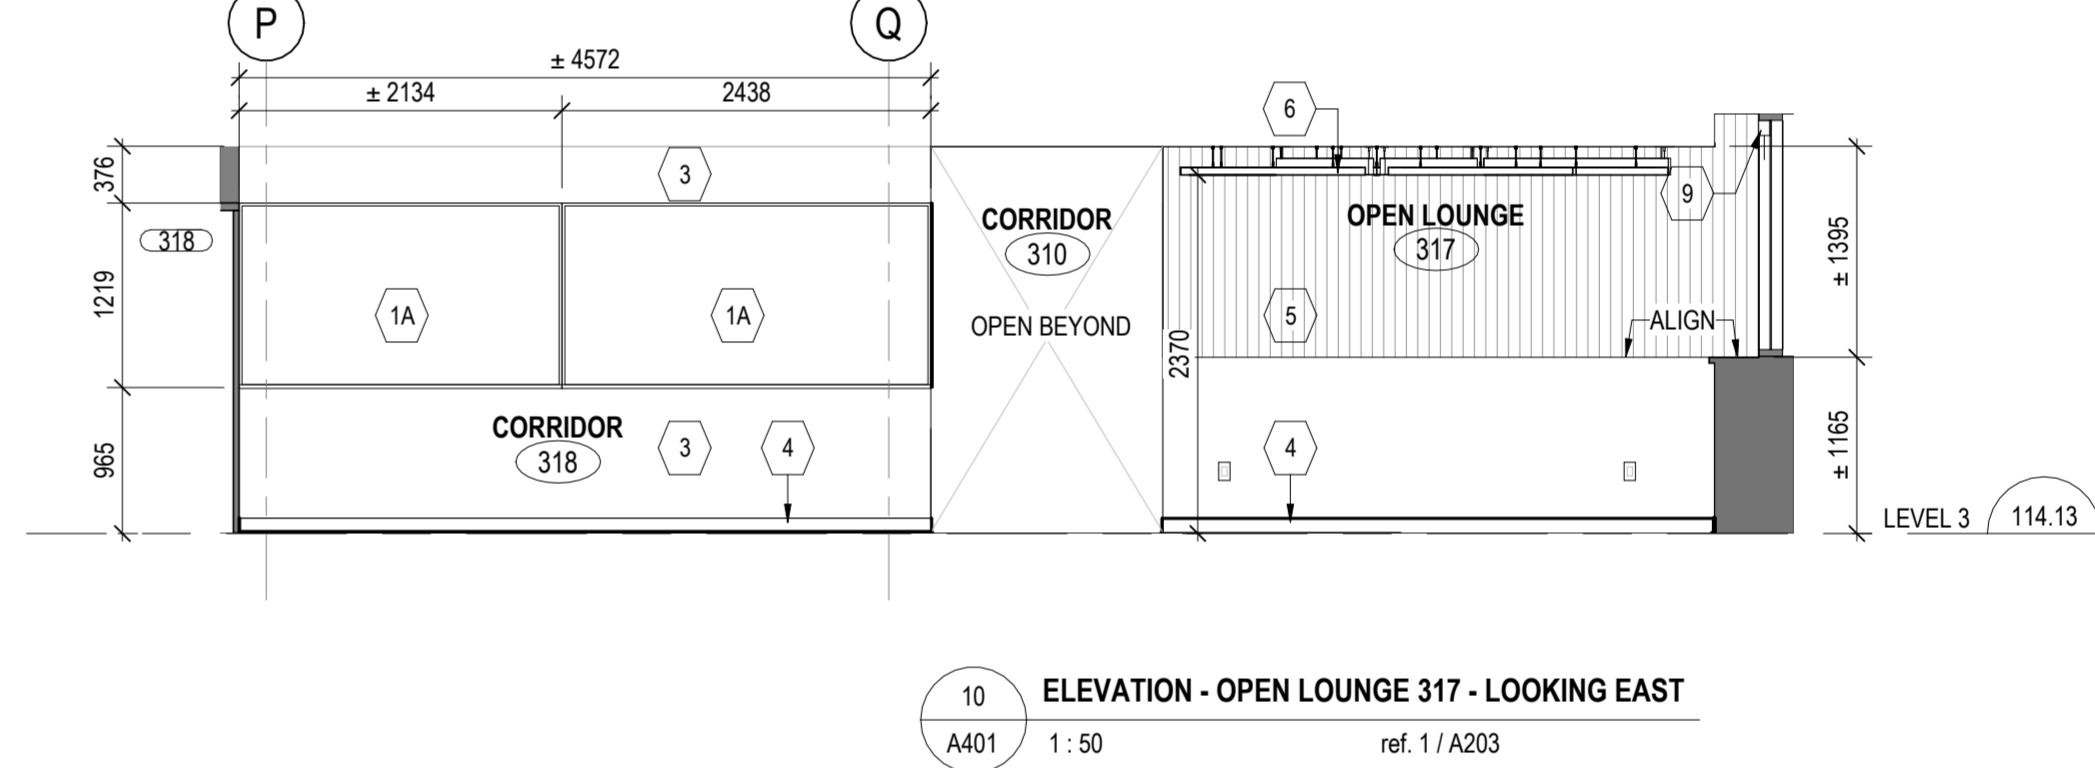 P
Q
± 4572
± 2134
2438
6
376
3
9
318
CORRIDOR
310
OPEN LOUNGE
317
1219
± 1395
1A
1A
5
OPEN BEYOND
ALIGN
2370
CORRIDOR
318
3
4
4
965
± 1165
LEVEL 3
114.13
10
ELEVATION - OPEN LOUNGE 317 - LOOKING EAST
A401
1 : 50
ref. 1 / A203